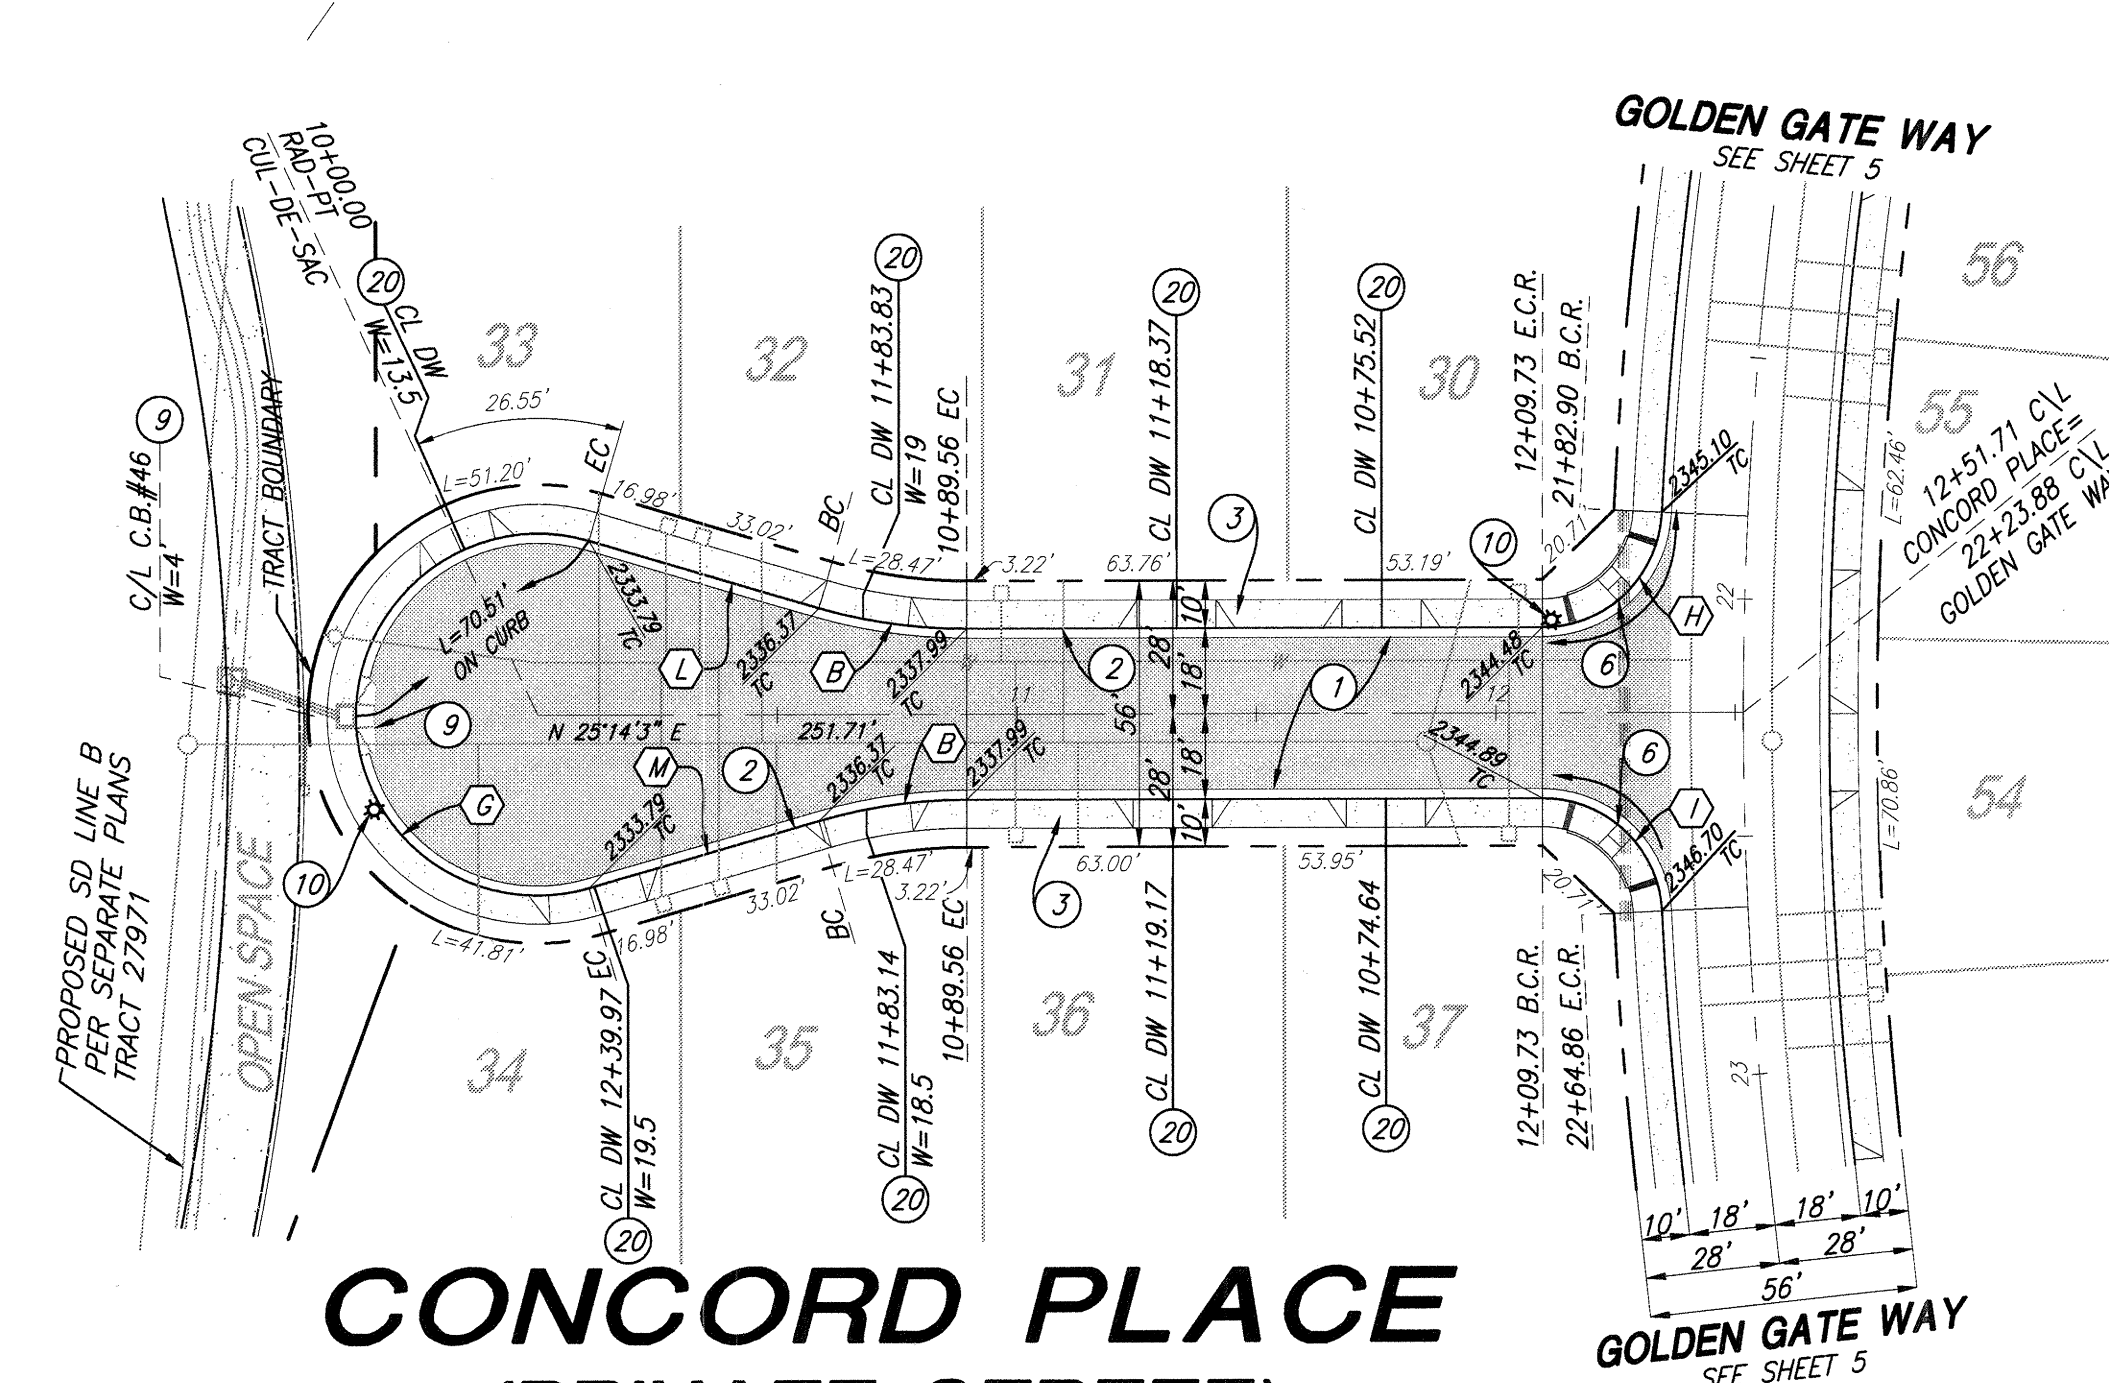 GOLDEN GATE WAY
SEE SHEET 5
10+00.00
RAD-PT
CUL-DE-SAC
20
CL DW
W=13.5
33
26.55'
EC
L=51.20'
16.98'
32
33.02'
BC
20
CL DW 11+83.83
W=19
10+89.56 EC
L=28.47'
3.22'
31
63.76'
20
CL DW 11+18.37
3
20
CL DW 10+75.52
30
53.19'
12+09.73 E.C.R.
21+82.90 B.C.R.
10
20.71'
2345.10
TC
56
55
L=62.46'
12+51.71 C\L
CONCORD PLACE=
22+23.88 C\L
9
C/L C.B.#46
W=4'
TRACT BOUNDARY
L=70.51'
ON CURB
2333.79
TC
L
2336.37
TC
B
2337.99
TC
2
28'
10'
18'
56'
1
2344.48
TC
6
H
22
11
12
9
N 25°14'3" E
251.71'
M
2
2336.37
TC
B
2337.99
TC
28'
18'
10'
2344.89
TC
6
I
2346.70
TC
G
10
2333.79
TC
L=70.86'
54
PROPOSED SD LINE B
PER SEPARATE PLANS
TRACT 27971
OPEN SPACE
L=41.81'
EC
16.98'
33.02'
BC
L=28.47'
3.22'
63.00'
3
53.95'
20.71'
34
CL DW 12+39.97
W=19.5
20
35
CL DW 11+83.14
W=18.5
20
10+89.56 EC
36
CL DW 11+19.17
20
CL DW 10+74.64
20
37
12+09.73 B.C.R.
22+64.86 E.C.R.
23
10'
18'
18'
10'
28'
28'
56'
GOLDEN GATE WAY
SEE SHEET 5
CONCORD PLACE